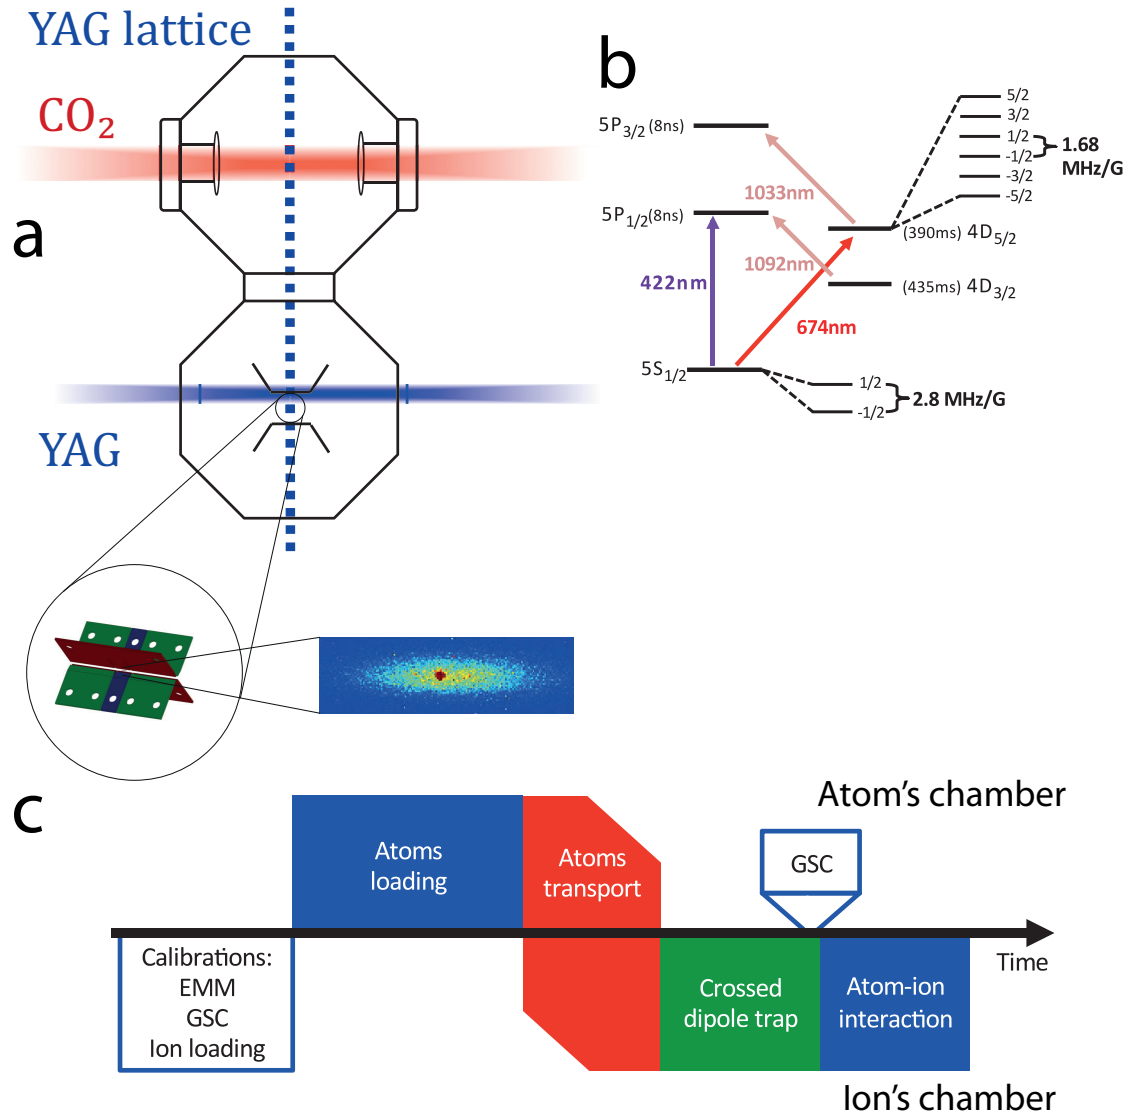 YAG lattice
CO₂
a
YAG
b
5P₃/₂ (8ns)
5P₁/₂ (8ns)
1033nm
1092nm
422nm
674nm
(390ms) 4D₅/₂
(435ms) 4D₃/₂
5S₁/₂
5/2
3/2
1/2
-1/2
-3/2
-5/2
1.68
MHz/G
1/2
-1/2
2.8 MHz/G
c
Atom's chamber
Atoms
loading
Atoms
transport
GSC
Time
Calibrations:
EMM
GSC
Ion loading
Crossed
dipole trap
Atom-ion
interaction
Ion's chamber